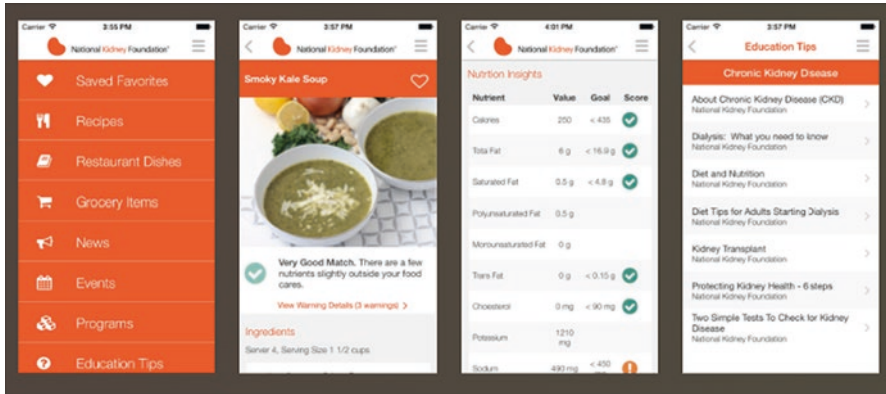 Carrier 3:55 PM
National Kidney Foundation®
Saved Favorites
Recipes
Restaurant Dishes
Grocery Items
News
Events
Programs
Education Tips
Carrier 3:57 PM
National Kidney Foundation®
Smoky Kale Soup
Very Good Match. There are a few
nutrients slightly outside your food
cares.
View Warning Details (3 warnings) >
Ingredients
Server 4, Serving Size 1 1/2 cups
Carrier 4:01 PM
National Kidney Foundation®
Nutrtion Insights
Nutrient Value Goal Score
Calories 250 < 435
Tota Fat 6 g < 16.9 g
Saturated Fat 0.5 g < 4.8 g
Polyunsaturated Fat 0.5 g
Morounsaturated Fat 0 g
Trans Fat 0 g < 0.15 g
Choesterol 0 mg < 90 mg
Potassium 1210
mg
Sodium 490 mg < 450
Carrier 3:57 PM
Education Tips
Chronic Kidney Dsease
About Chronic Kidney Disease (CKD)
National Kidney Foundation
Dialysis: What you need to know
National Kidney Foundation
Diet and Nutrition
National Kidney Foundation
Diet Tips for Adults Starting Dialysis
National Kidney Foundation
Kidney Transplant
National Kidney Foundation
Protecting Kidney Health - 6 steps
National Kidney Foundation
Two Simple Tests To Check for Kidney
Disease
National Kidney Foundation